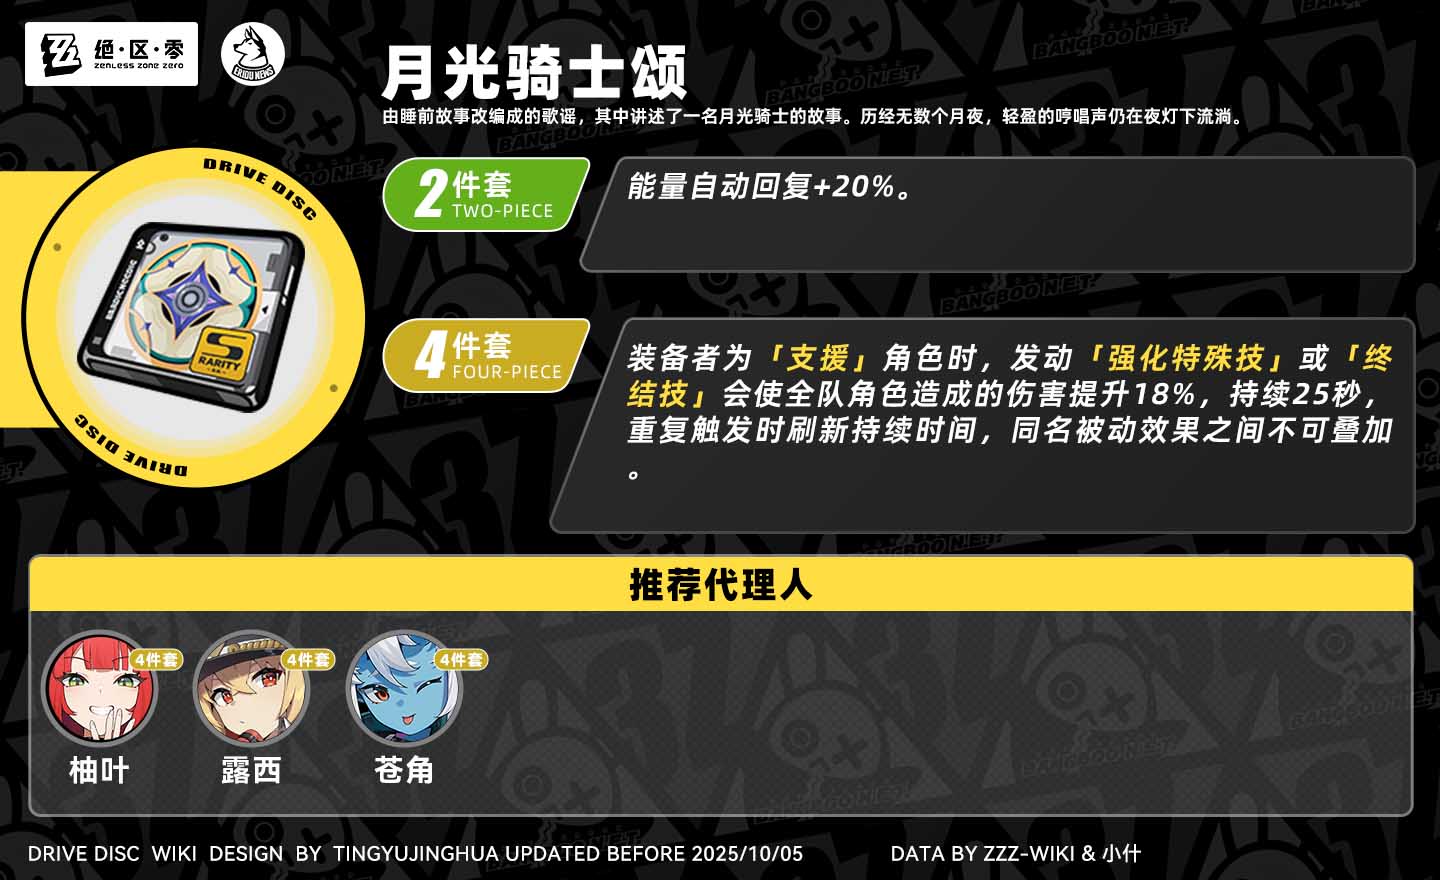 绝·区·零
ZENLESS ZONE ZERO
ERIDU NEWS
月光骑士颂
由睡前故事改编成的歌谣，其中讲述了一名月光骑士的故事。历经无数个月夜，轻盈的哼唱声仍在夜灯下流淌。
DRIVE DISC
S
RARITY
DRIVE DISC
2件套
TWO-PIECE
能量自动回复+20%。
4件套
FOUR-PIECE
装备者为「支援」角色时，发动「强化特殊技」或「终
结技」会使全队角色造成的伤害提升18%，持续25秒，
重复触发时刷新持续时间，同名被动效果之间不可叠加
。
推荐代理人
4件套
4件套
4件套
柚叶
露西
苍角
BANGBOO N.E.T.
DRIVE DISC WIKI DESIGN BY TINGYUJINGHUA UPDATED BEFORE 2025/10/05
DATA BY ZZZ-WIKI & 小什